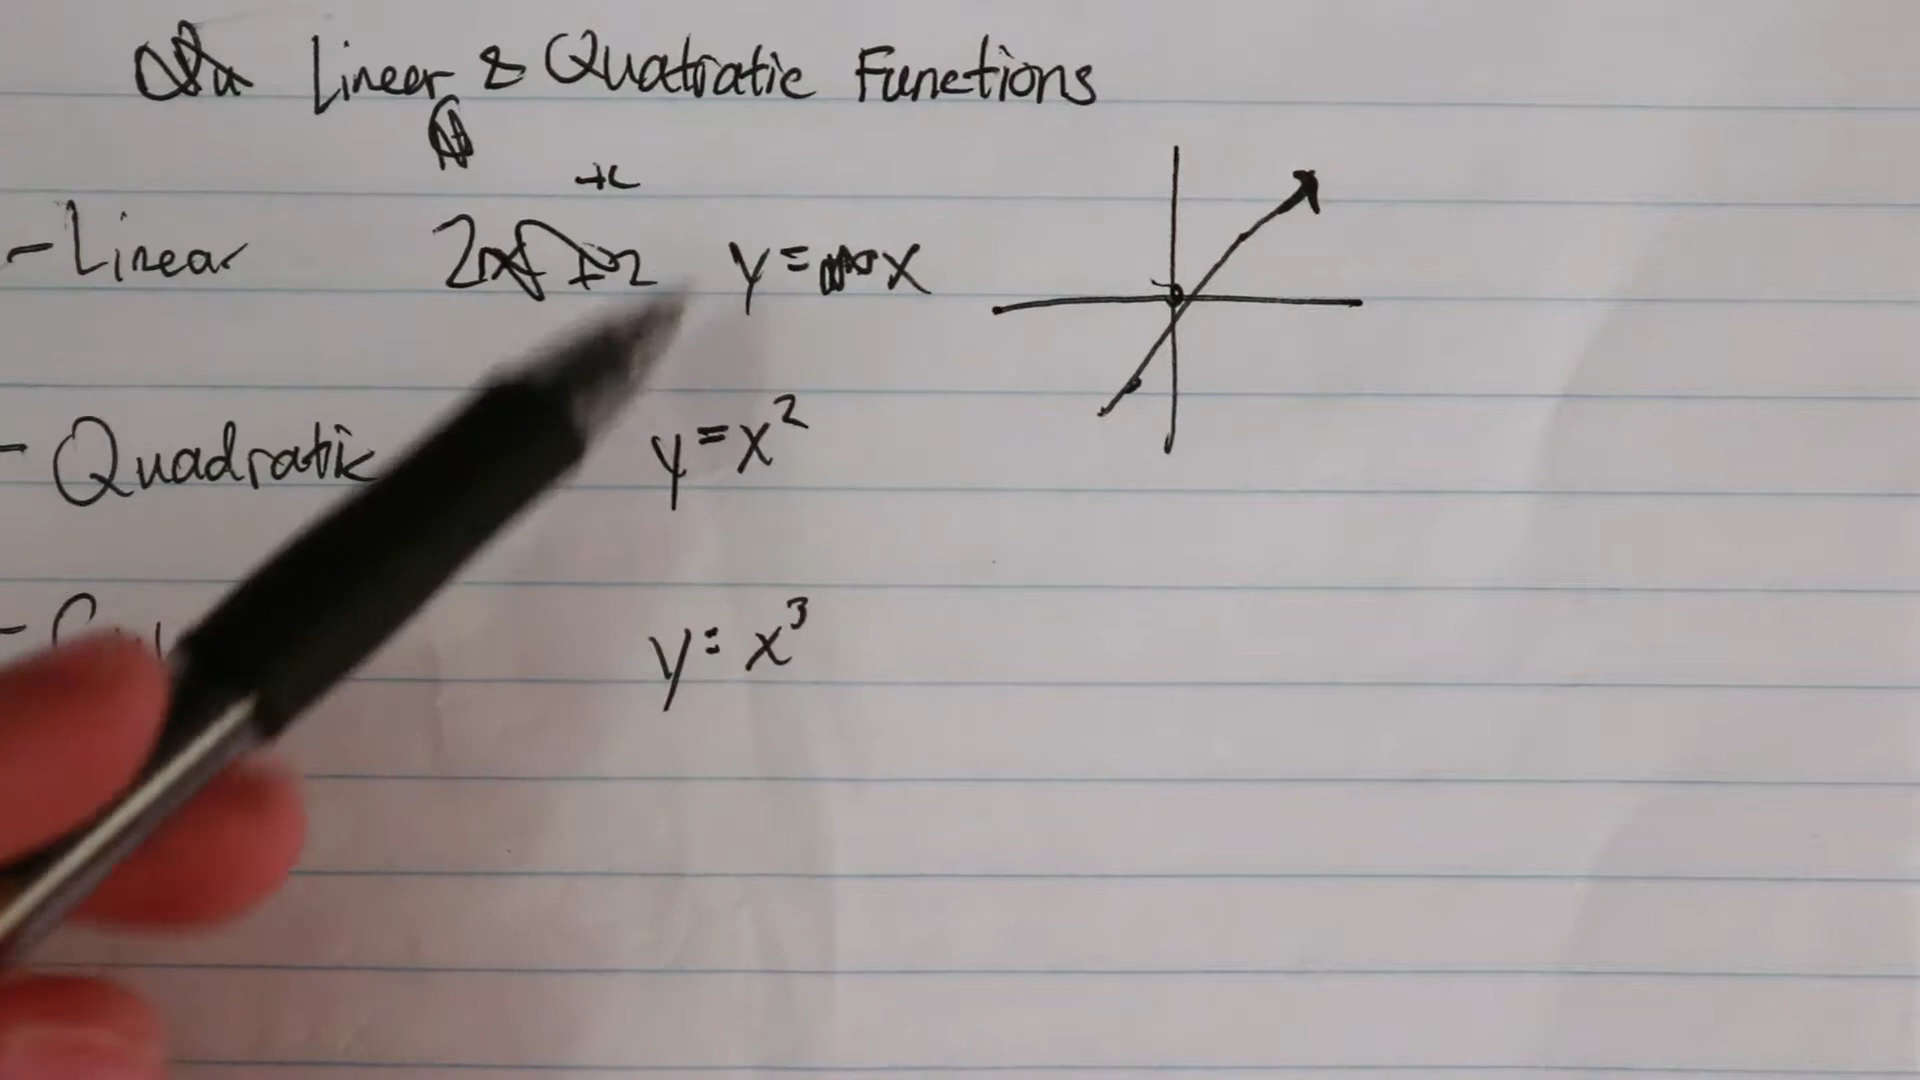 Linear & Quatratic Functions
+c
- Linear y = x
- Quadratic y = x²
- y = x³